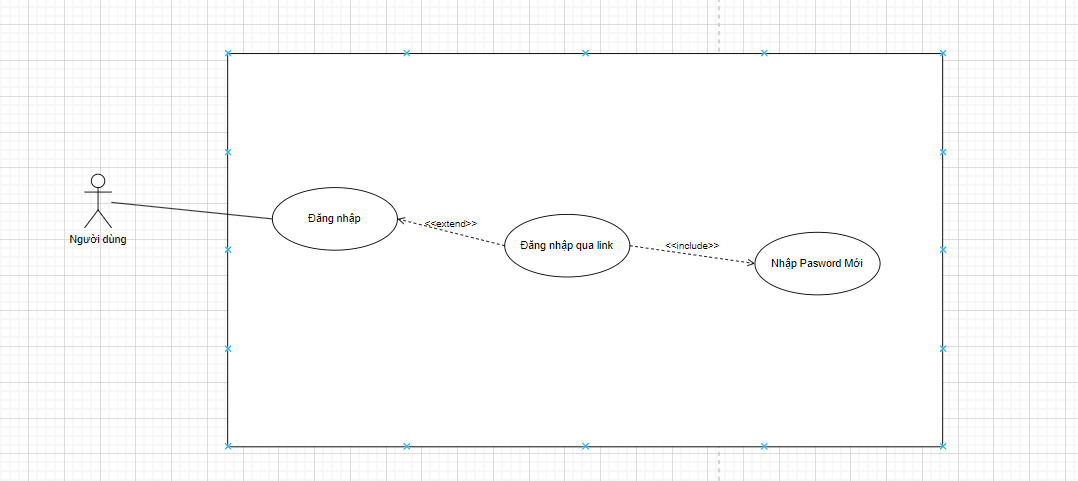 Người dùng
Đăng nhập
<<extend>>
Đăng nhập qua link
<<include>>
Nhập Pasword Mới